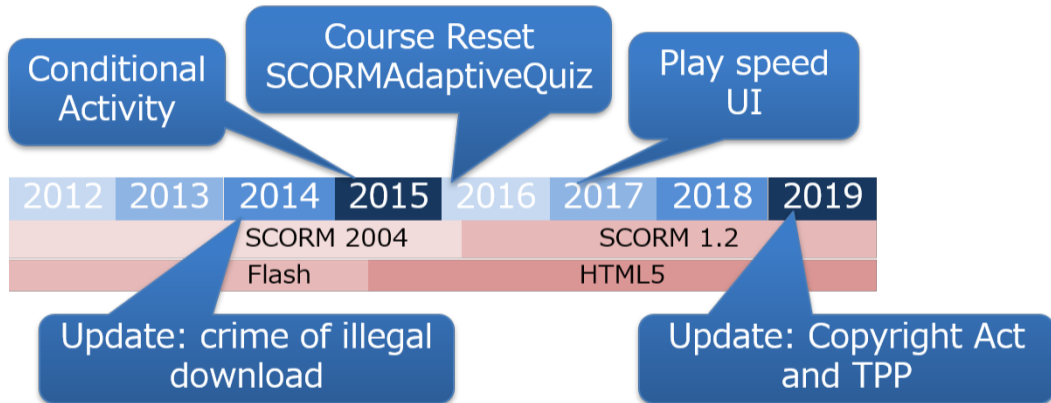 Conditional
Activity
Course Reset
SCORMAdaptiveQuiz
Play speed
UI
2012 2013 2014 2015 2016 2017 2018 2019
SCORM 2004 SCORM 1.2
Flash HTML5
Update: crime of illegal
download
Update: Copyright Act
and TPP